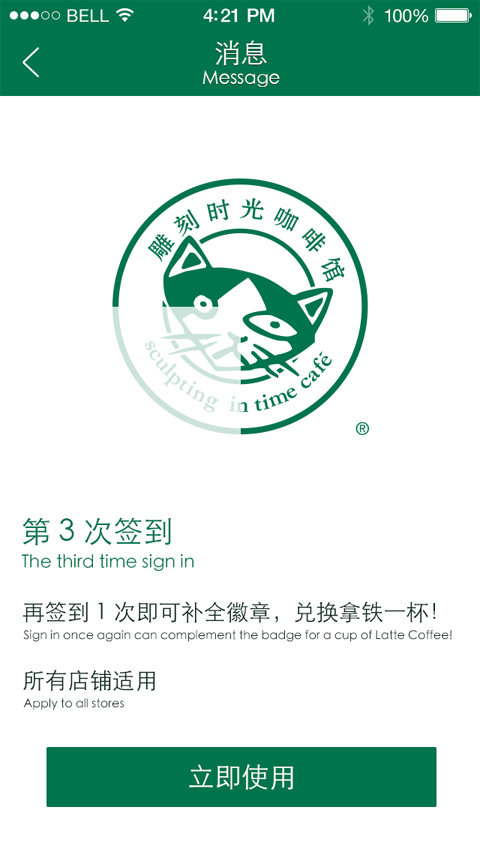 BELL 4:21 PM 100%
消息
Message
雕刻时光咖啡馆
sculpting in time café
®
第 3 次签到
The third time sign in
再签到 1 次即可补全徽章，兑换拿铁一杯！
Sign in once again can complement the badge for a cup of Latte Coffee!
所有店铺适用
Apply to all stores
立即使用